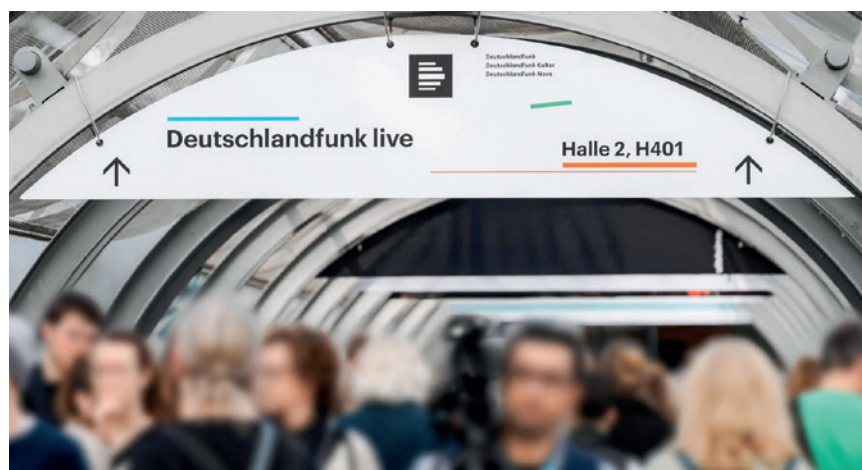 Deutschlandfunk
Deutschlandfunk Kultur
Deutschlandfunk Nova
Deutschlandfunk live
Halle 2, H401